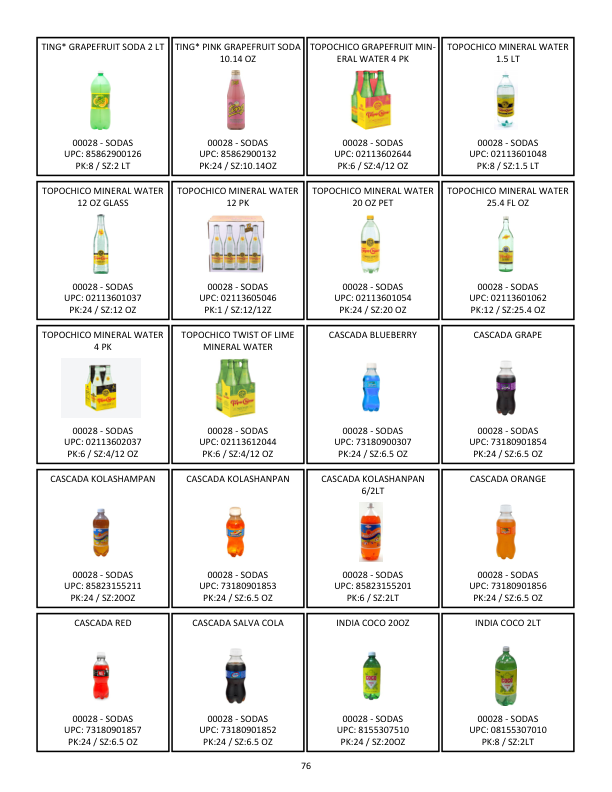 TING* GRAPEFRUIT SODA 2 LT
00028 - SODAS
UPC: 85862900126
PK:8 / SZ:2 LT
TING* PINK GRAPEFRUIT SODA
10.14 OZ
00028 - SODAS
UPC: 85862900132
PK:24 / SZ:10.14OZ
TOPOCHICO GRAPEFRUIT MIN-
ERAL WATER 4 PK
00028 - SODAS
UPC: 02113602644
PK:6 / SZ:4/12 OZ
TOPOCHICO MINERAL WATER
1.5 LT
00028 - SODAS
UPC: 02113601048
PK:8 / SZ:1.5 LT
TOPOCHICO MINERAL WATER
12 OZ GLASS
00028 - SODAS
UPC: 02113601037
PK:24 / SZ:12 OZ
TOPOCHICO MINERAL WATER
12 PK
00028 - SODAS
UPC: 02113605046
PK:1 / SZ:12/12Z
TOPOCHICO MINERAL WATER
20 OZ PET
00028 - SODAS
UPC: 02113601054
PK:24 / SZ:20 OZ
TOPOCHICO MINERAL WATER
25.4 FL OZ
00028 - SODAS
UPC: 02113601062
PK:12 / SZ:25.4 OZ
TOPOCHICO MINERAL WATER
4 PK
00028 - SODAS
UPC: 02113602037
PK:6 / SZ:4/12 OZ
TOPOCHICO TWIST OF LIME
MINERAL WATER
00028 - SODAS
UPC: 02113612044
PK:6 / SZ:4/12 OZ
CASCADA BLUEBERRY
00028 - SODAS
UPC: 73180900307
PK:24 / SZ:6.5 OZ
CASCADA GRAPE
00028 - SODAS
UPC: 73180901854
PK:24 / SZ:6.5 OZ
CASCADA KOLASHAMPAN
00028 - SODAS
UPC: 85823155211
PK:24 / SZ:20OZ
CASCADA KOLASHANPAN
00028 - SODAS
UPC: 73180901853
PK:24 / SZ:6.5 OZ
CASCADA KOLASHANPAN
6/2LT
00028 - SODAS
UPC: 85823155201
PK:6 / SZ:2LT
CASCADA ORANGE
00028 - SODAS
UPC: 73180901856
PK:24 / SZ:6.5 OZ
CASCADA RED
00028 - SODAS
UPC: 73180901857
PK:24 / SZ:6.5 OZ
CASCADA SALVA COLA
00028 - SODAS
UPC: 73180901852
PK:24 / SZ:6.5 OZ
INDIA COCO 20OZ
00028 - SODAS
UPC: 8155307510
PK:24 / SZ:20OZ
INDIA COCO 2LT
00028 - SODAS
UPC: 08155307010
PK:8 / SZ:2LT
76